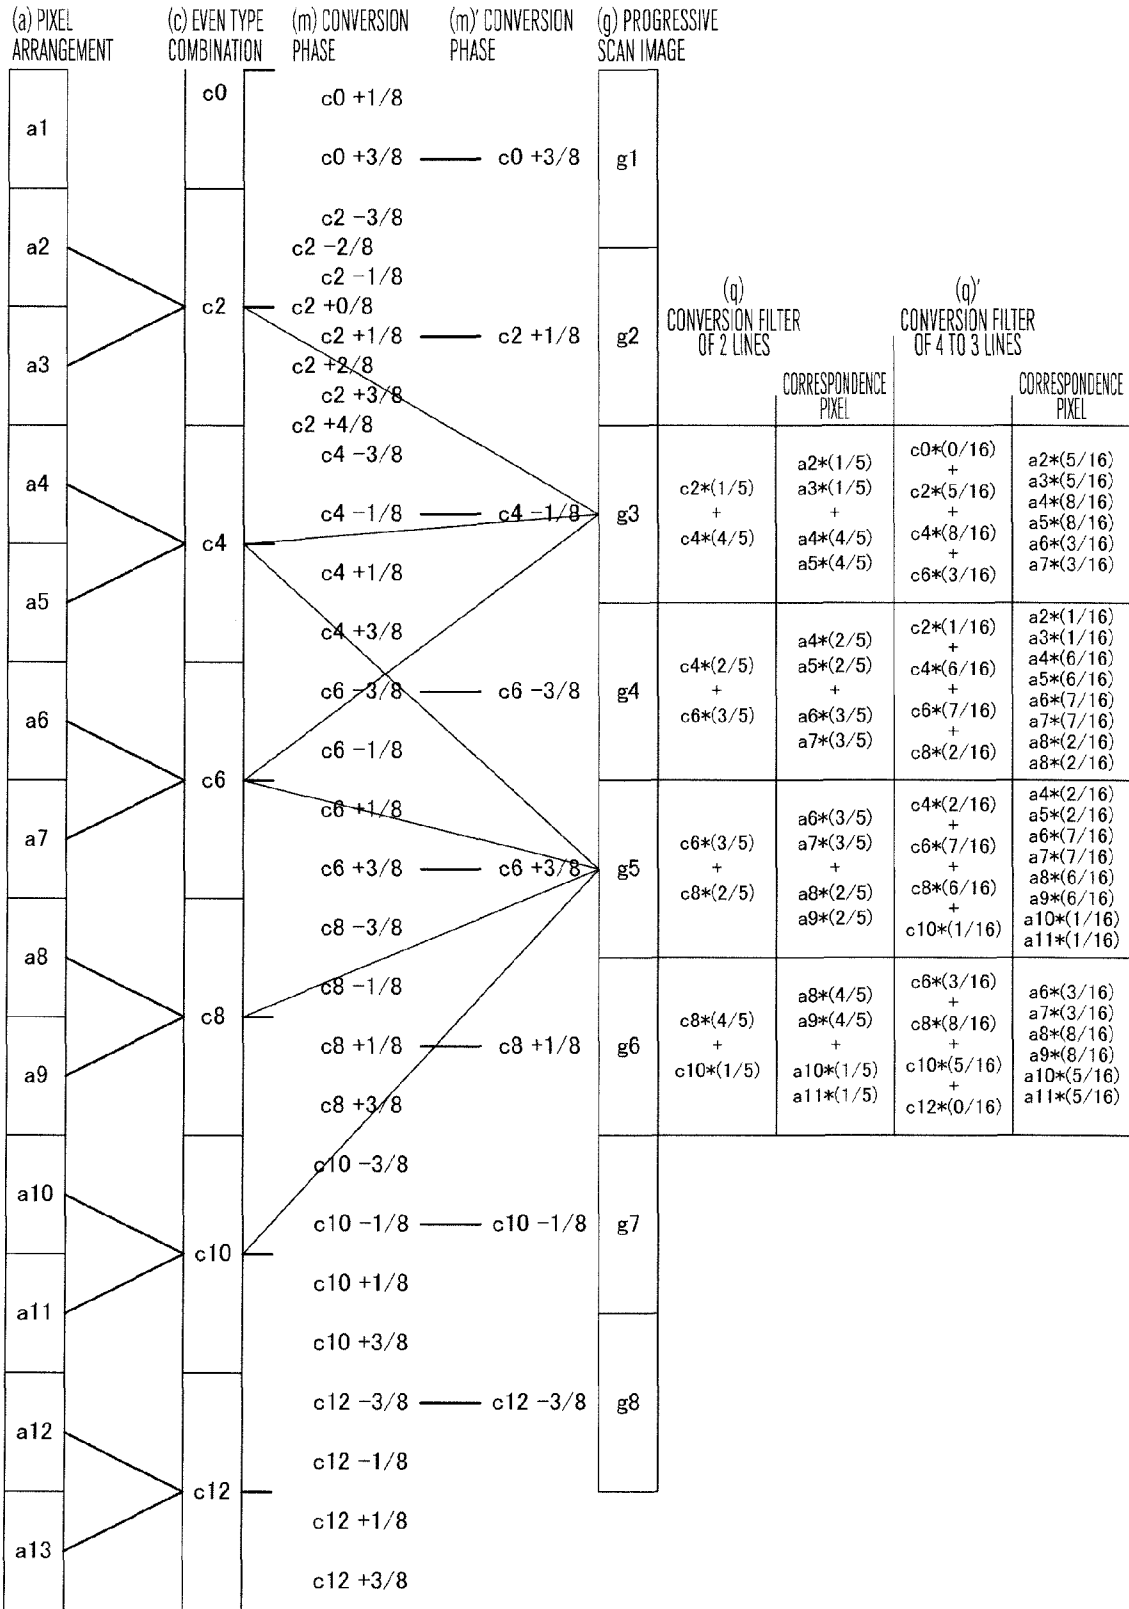 (a) PIXEL
ARRANGEMENT
(c) EVEN TYPE
COMBINATION
(m) CONVERSION
PHASE
(m)' CONVERSION
PHASE
(g) PROGRESSIVE
SCAN IMAGE
a1
a2
a3
a4
a5
a6
a7
a8
a9
a10
a11
a12
a13
c0
c2
c4
c6
c8
c10
c12
c0 +1/8
c0 +3/8
c2 -3/8
c2 -2/8
c2 -1/8
c2 +0/8
c2 +1/8
c2 +2/8
c2 +3/8
c2 +4/8
c4 -3/8
c4 -1/8
c4 +1/8
c4 +3/8
c6 -3/8
c6 -1/8
c6 +1/8
c6 +3/8
c8 -3/8
c8 -1/8
c8 +1/8
c8 +3/8
c10 -3/8
c10 -1/8
c10 +1/8
c10 +3/8
c12 -3/8
c12 -1/8
c12 +1/8
c12 +3/8
c0 +3/8
c2 +1/8
c4 -1/8
c6 -3/8
c6 +3/8
c8 +1/8
c10 -1/8
c12 -3/8
g1
g2
g3
g4
g5
g6
g7
g8
(q)
CONVERSION FILTER
OF 2 LINES
CORRESPONDENCE
PIXEL
(q)'
CONVERSION FILTER
OF 4 TO 3 LINES
CORRESPONDENCE
PIXEL
c2*(1/5)
+
c4*(4/5)
a2*(1/5)
a3*(1/5)
+
a4*(4/5)
a5*(4/5)
c0*(0/16)
+
c2*(5/16)
+
c4*(8/16)
+
c6*(3/16)
a2*(5/16)
a3*(5/16)
a4*(8/16)
a5*(8/16)
a6*(3/16)
a7*(3/16)
c4*(2/5)
+
c6*(3/5)
a4*(2/5)
a5*(2/5)
+
a6*(3/5)
a7*(3/5)
c2*(1/16)
+
c4*(6/16)
+
c6*(7/16)
+
c8*(2/16)
a2*(1/16)
a3*(1/16)
a4*(6/16)
a5*(6/16)
a6*(7/16)
a7*(7/16)
a8*(2/16)
a8*(2/16)
c6*(3/5)
+
c8*(2/5)
a6*(3/5)
a7*(3/5)
+
a8*(2/5)
a9*(2/5)
c4*(2/16)
+
c6*(7/16)
+
c8*(6/16)
+
c10*(1/16)
a4*(2/16)
a5*(2/16)
a6*(7/16)
a7*(7/16)
a8*(6/16)
a9*(6/16)
a10*(1/16)
a11*(1/16)
c8*(4/5)
+
c10*(1/5)
a8*(4/5)
a9*(4/5)
+
a10*(1/5)
a11*(1/5)
c6*(3/16)
+
c8*(8/16)
+
c10*(5/16)
+
c12*(0/16)
a6*(3/16)
a7*(3/16)
a8*(8/16)
a9*(8/16)
a10*(5/16)
a11*(5/16)